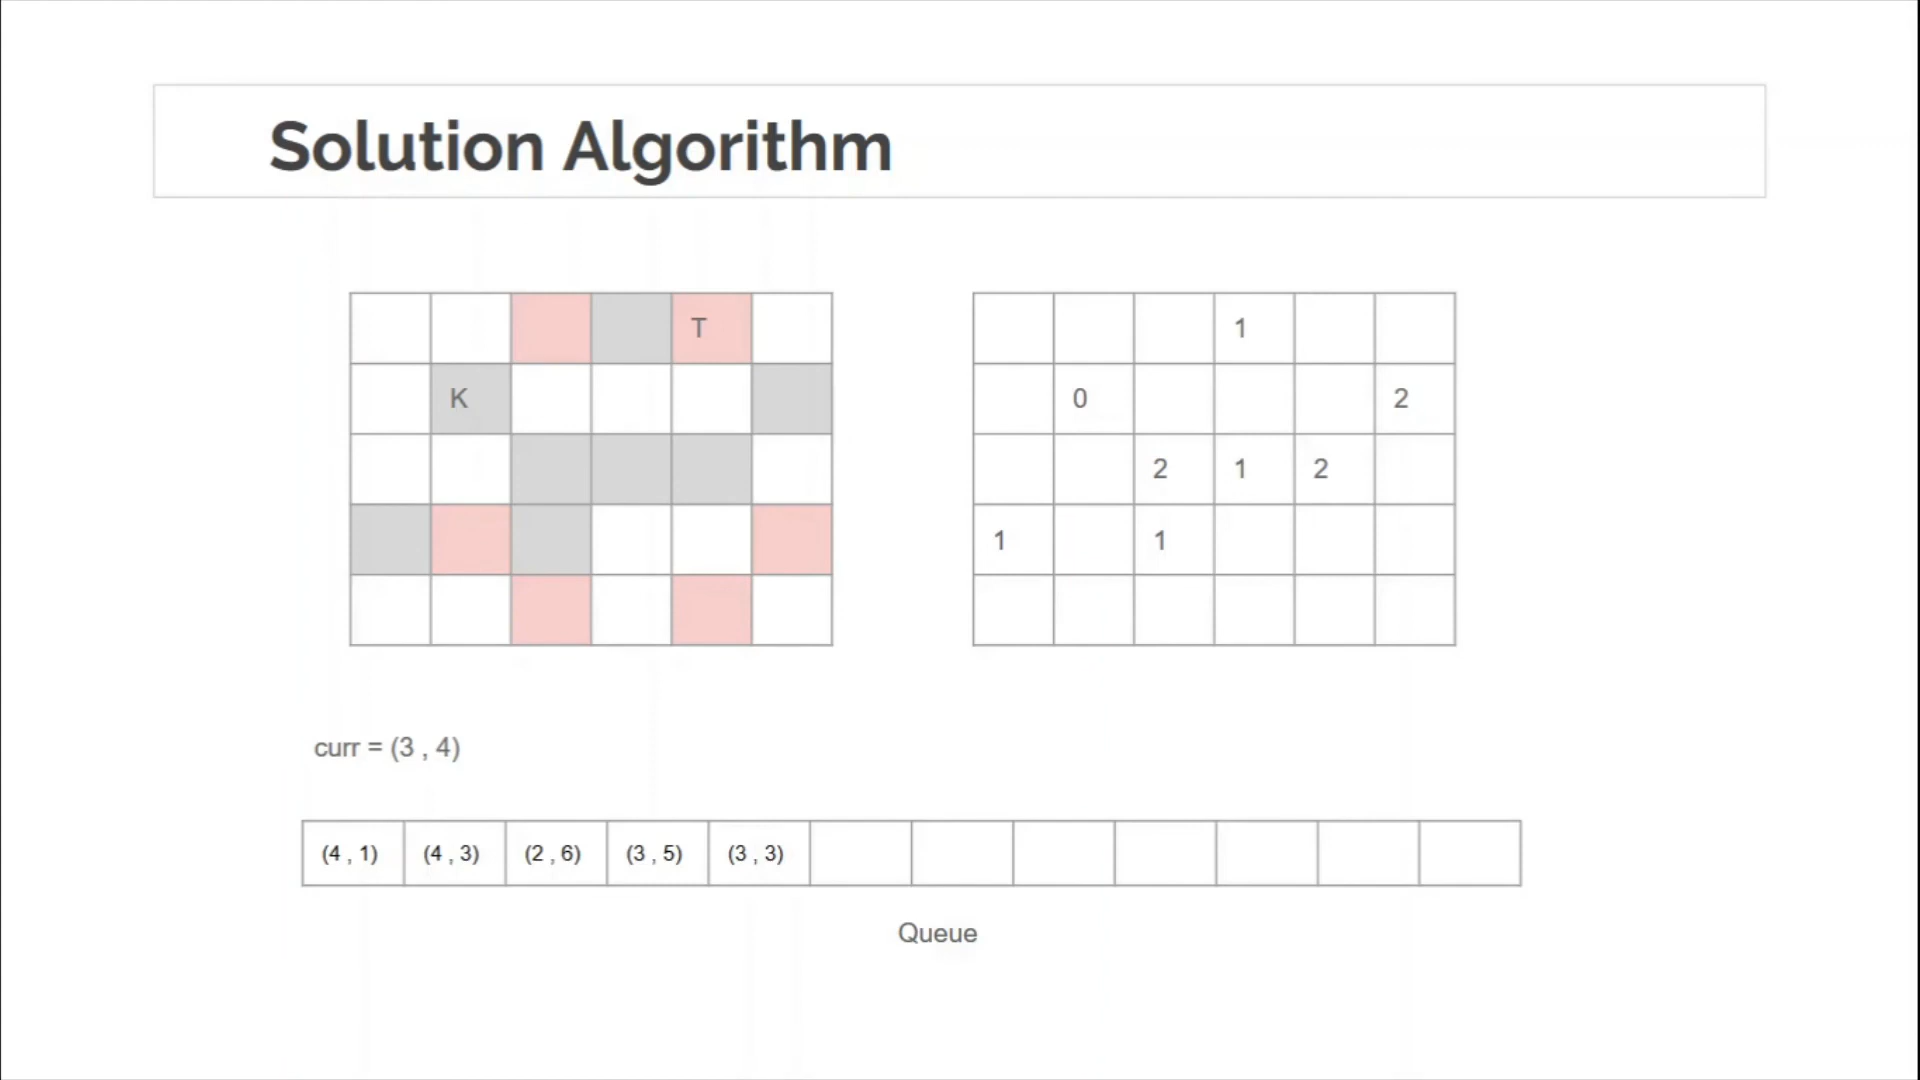 Solution Algorithm
T
K
1
0 2
2 1 2
1 1
curr = (3 , 4)
(4 , 1) (4 , 3) (2 , 6) (3 , 5) (3 , 3)
Queue